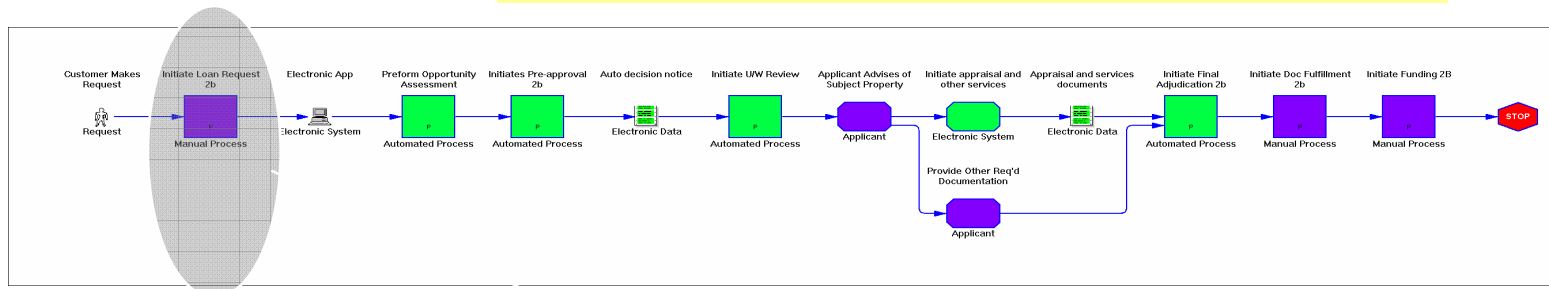 Customer Makes
Request
Request
Initiate Loan Request
2b
P
Manual Process
Electronic App
Electronic System
Preform Opportunity
Assessment
P
Automated Process
Initiates Pre-approval
2b
P
Automated Process
Auto decision notice
Electronic Data
Initiate U/W Review
P
Automated Process
Applicant Advises of
Subject Property
Applicant
Initiate appraisal and
other services
Electronic System
Provide Other Req'd
Documentation
Applicant
Appraisal and services
documents
Electronic Data
Initiate Final
Adjudication 2b
P
Automated Process
Initiate Doc Fulfillment
2b
P
Manual Process
Initiate Funding 2B
P
Manual Process
STOP